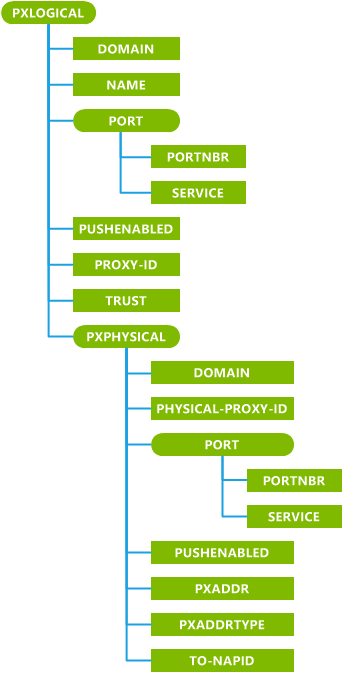 PXLOGICAL
DOMAIN
NAME
PORT
PORTNBR
SERVICE
PUSHENABLED
PROXY-ID
TRUST
PXPHYSICAL
DOMAIN
PHYSICAL-PROXY-ID
PORT
PORTNBR
SERVICE
PUSHENABLED
PXADDR
PXADDRTYPE
TO-NAPID